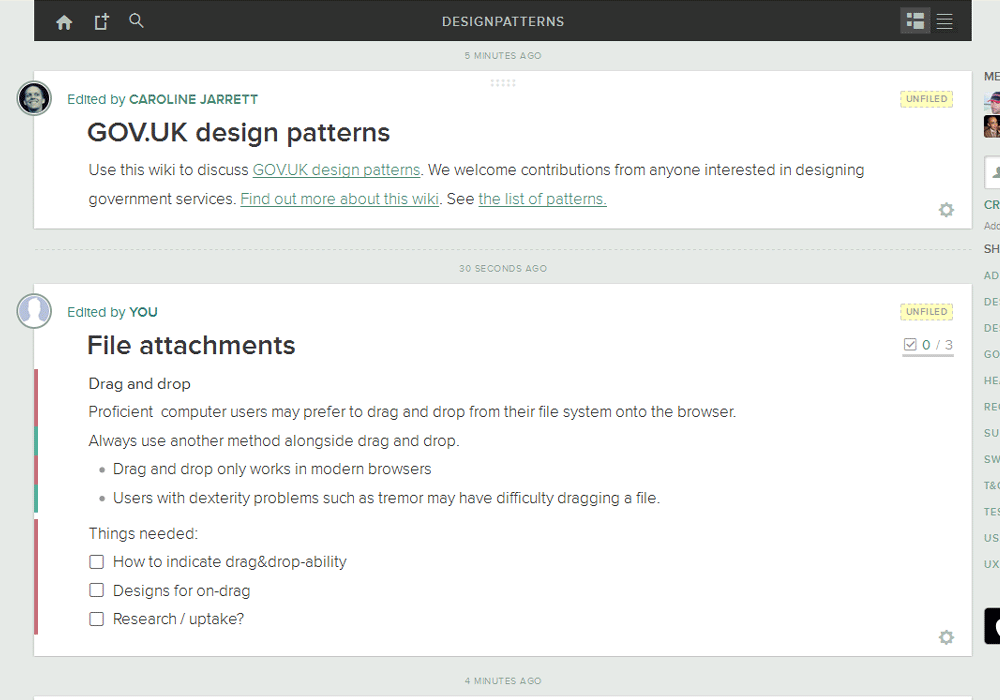 DESIGNPATTERNS
5 MINUTES AGO
Edited by CAROLINE JARRETT
UNFILED
GOV.UK design patterns
Use this wiki to discuss GOV.UK design patterns. We welcome contributions from anyone interested in designing
government services. Find out more about this wiki. See the list of patterns.
30 SECONDS AGO
Edited by YOU
UNFILED
File attachments
0 / 3
Drag and drop
Proficient  computer users may prefer to drag and drop from their file system onto the browser.
Always use another method alongside drag and drop.
Drag and drop only works in modern browsers
Users with dexterity problems such as tremor may have difficulty dragging a file.
Things needed:
How to indicate drag&drop-ability
Designs for on-drag
Research / uptake?
4 MINUTES AGO
ME
CR
Add
SH
AD
DE
DE
GO
HE
RE
SU
SW
T&C
TES
US
UX